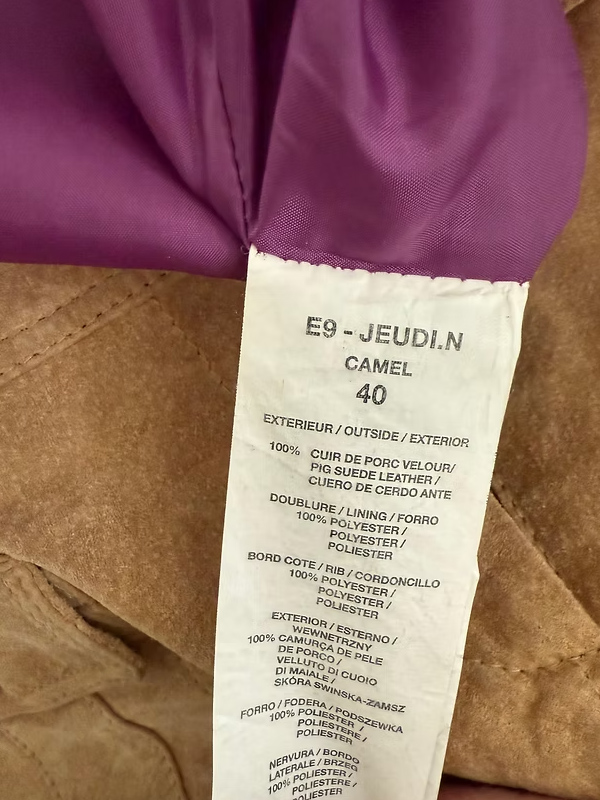 E9 - JEUDI.N
CAMEL
40
EXTERIEUR / OUTSIDE / EXTERIOR
100% CUIR DE PORC VELOUR/
PIG SUEDE LEATHER /
CUERO DE CERDO ANTE
DOUBLURE / LINING / FORRO
100% POLYESTER /
POLYESTER /
POLIESTER
BORD COTE / RIB / CORDONCILLO
100% POLYESTER /
POLYESTER /
POLIESTER
EXTERIOR / ESTERNO /
WEWNETRZNY
100% CAMURÇA DE PELE
DE PORCO /
VELLUTO DI CUOIO
DI MAIALE /
SKÓRA SWINSKA-ZAMSZ
FORRO / FODERA / PODSZEWKA
100% POLIESTER /
POLIESTERE /
POLIESTER
NERVURA / BORDO
LATERALE / BRZEG
100% POLIESTER /
POLIESTERE /
POLIESTER